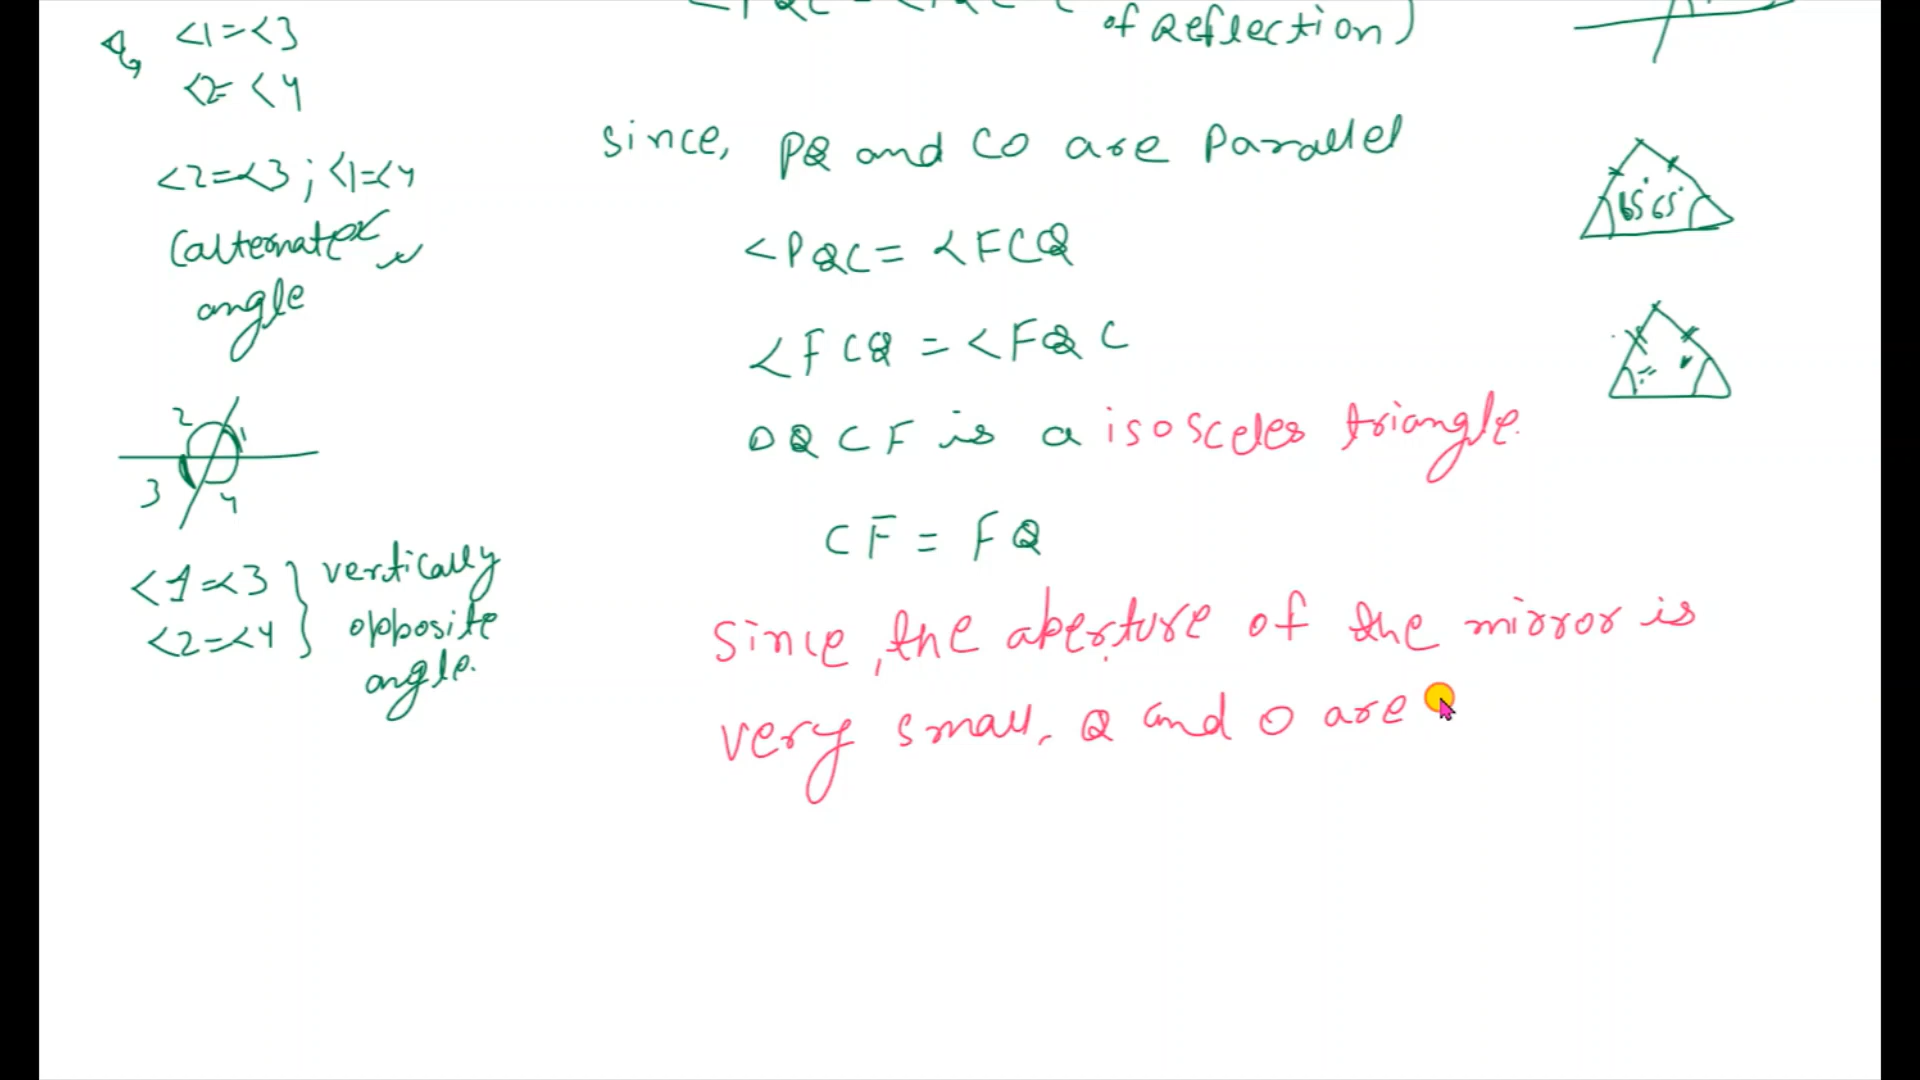 <1=<3
<2=<4
<2=<3; <1=<4
(alternate
angle
2
1
3
4
<1=<3
<2=<4
vertically
opposite
angle.
of Reflection)
since, PQ and CO are Parallel
<PQC = <FCQ
<FCQ = <FQC
QCF is a isosceles triangle.
CF = FQ
Since, the aperture of the mirror is
very small, Q and O are
65° 65°